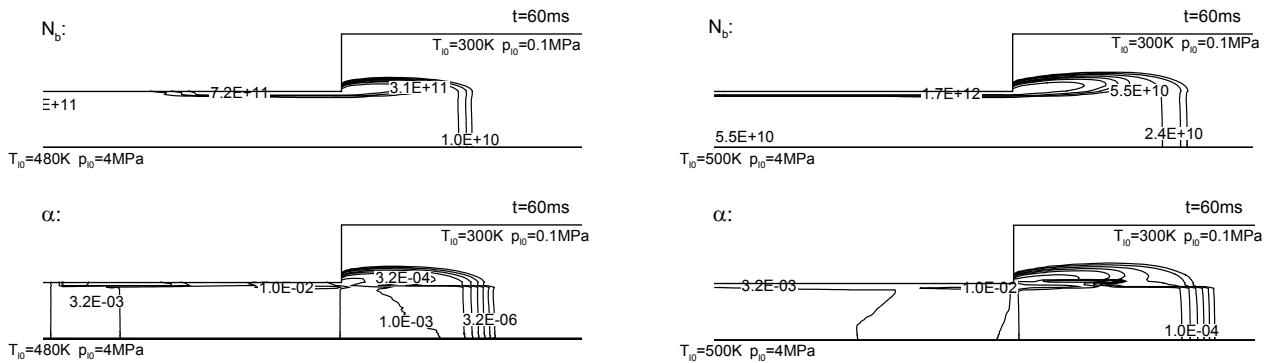 N_b:
t=60ms
T_l0=300K p_l0=0.1MPa
7.2E+11
3.1E+11
E+11
1.0E+10
T_l0=480K p_l0=4MPa
N_b:
t=60ms
T_l0=300K p_l0=0.1MPa
1.7E+12
5.5E+10
5.5E+10
2.4E+10
T_l0=500K p_l0=4MPa
α:
t=60ms
T_l0=300K p_l0=0.1MPa
3.2E-04
1.0E-02
3.2E-03
1.0E-03
3.2E-06
T_l0=480K p_l0=4MPa
α:
t=60ms
T_l0=300K p_l0=0.1MPa
3.2E-03
1.0E-02
1.0E-04
T_l0=500K p_l0=4MPa